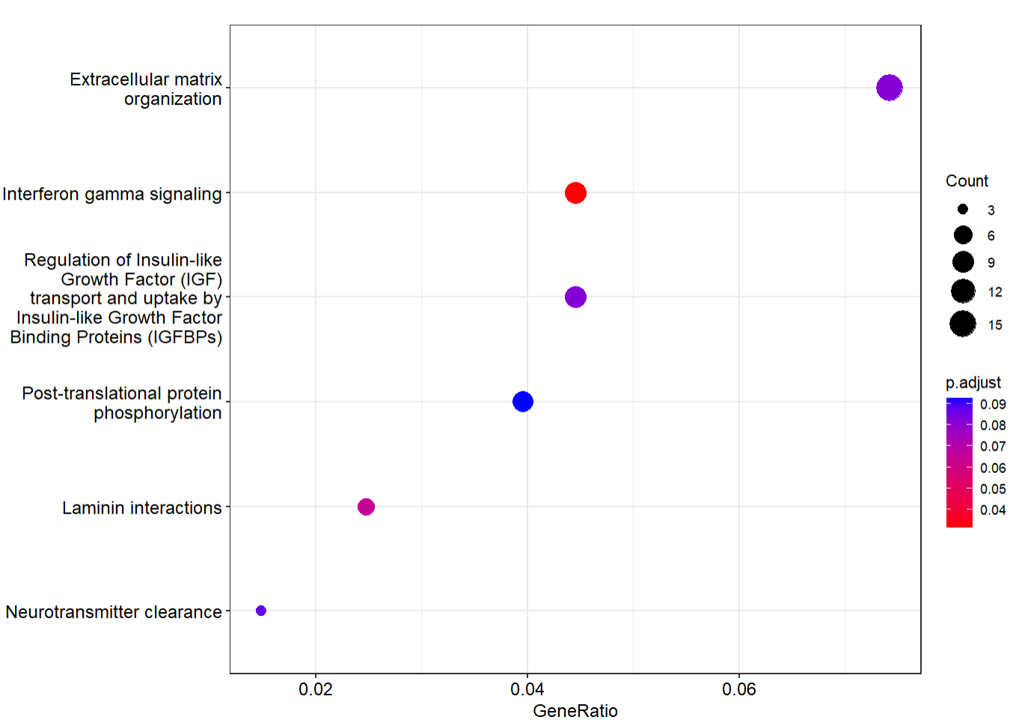 Extracellular matrix
organization
Interferon gamma signaling
Regulation of Insulin-like
Growth Factor (IGF)
transport and uptake by
Insulin-like Growth Factor
Binding Proteins (IGFBPs)
Post-translational protein
phosphorylation
Laminin interactions
Neurotransmitter clearance
0.02
0.04
0.06
GeneRatio
Count
3
6
9
12
15
p.adjust
0.09
0.08
0.07
0.06
0.05
0.04